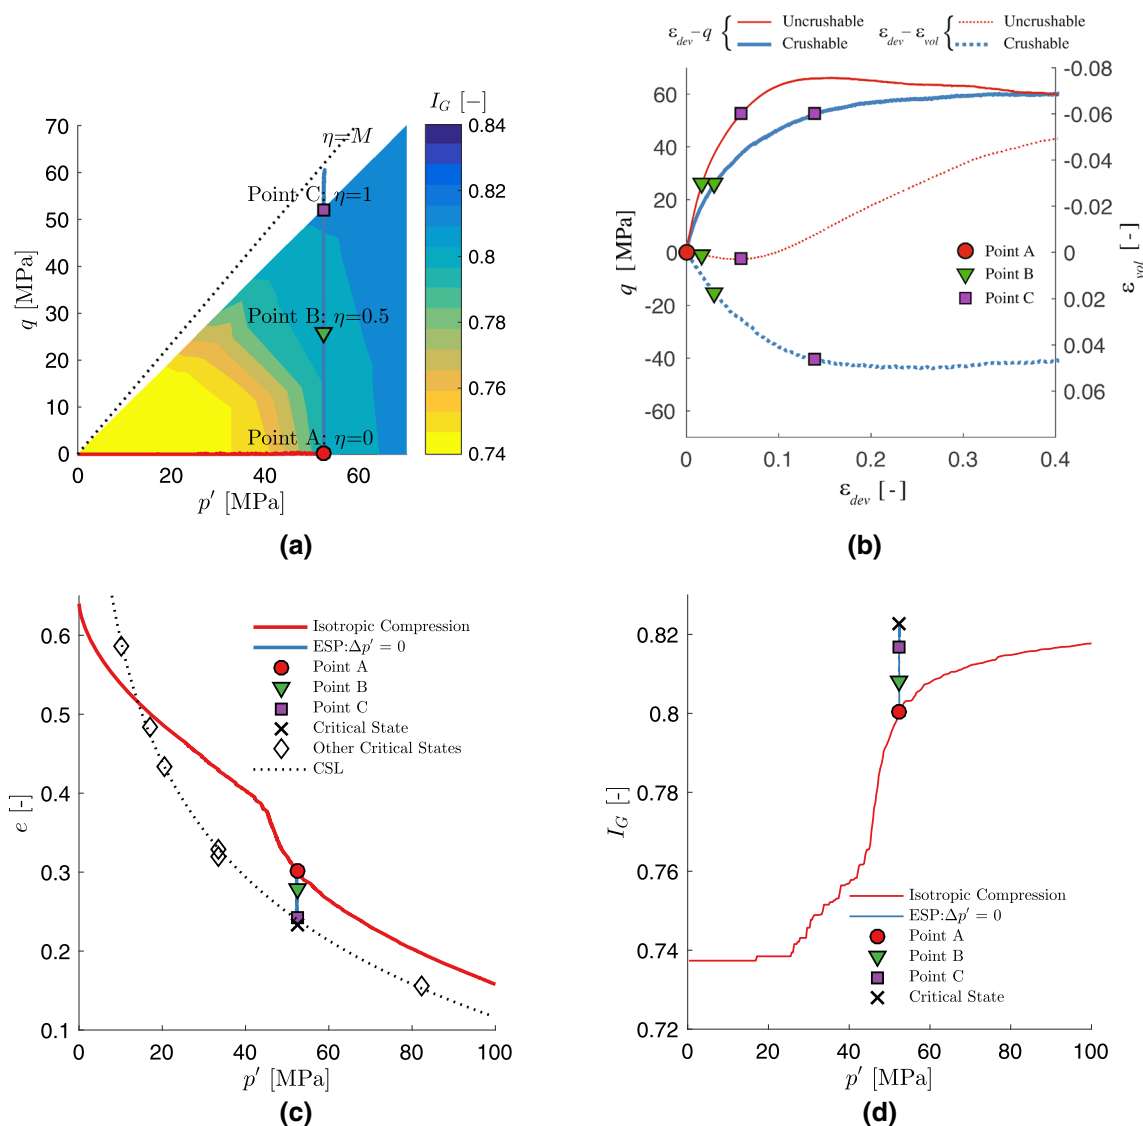 I_G [−]
70
60
50
40
30
20
10
0
q [MPa]
0
20
40
60
p′ [MPa]
η=M
Point C: η=1
Point B: η=0.5
Point A: η=0
0.84
0.82
0.8
0.78
0.76
0.74
(a)
ε_dev–q { Uncrushable
Crushable
ε_dev–ε_vol { Uncrushable
Crushable
60
40
20
0
-20
-40
-60
q [MPa]
-0.08
-0.06
-0.04
-0.02
0
0.02
0.04
0.06
ε_vol [ - ]
Point A
Point B
Point C
0
0.1
0.2
0.3
0.4
ε_dev [ - ]
(b)
0.6
0.5
0.4
0.3
0.2
0.1
e [-]
Isotropic Compression
ESP:Δp′ = 0
Point A
Point B
Point C
Critical State
Other Critical States
CSL
0
20
40
60
80
100
p′ [MPa]
(c)
0.82
0.8
0.78
0.76
0.74
0.72
I_G [-]
Isotropic Compression
ESP:Δp′ = 0
Point A
Point B
Point C
Critical State
0
20
40
60
80
100
p′ [MPa]
(d)